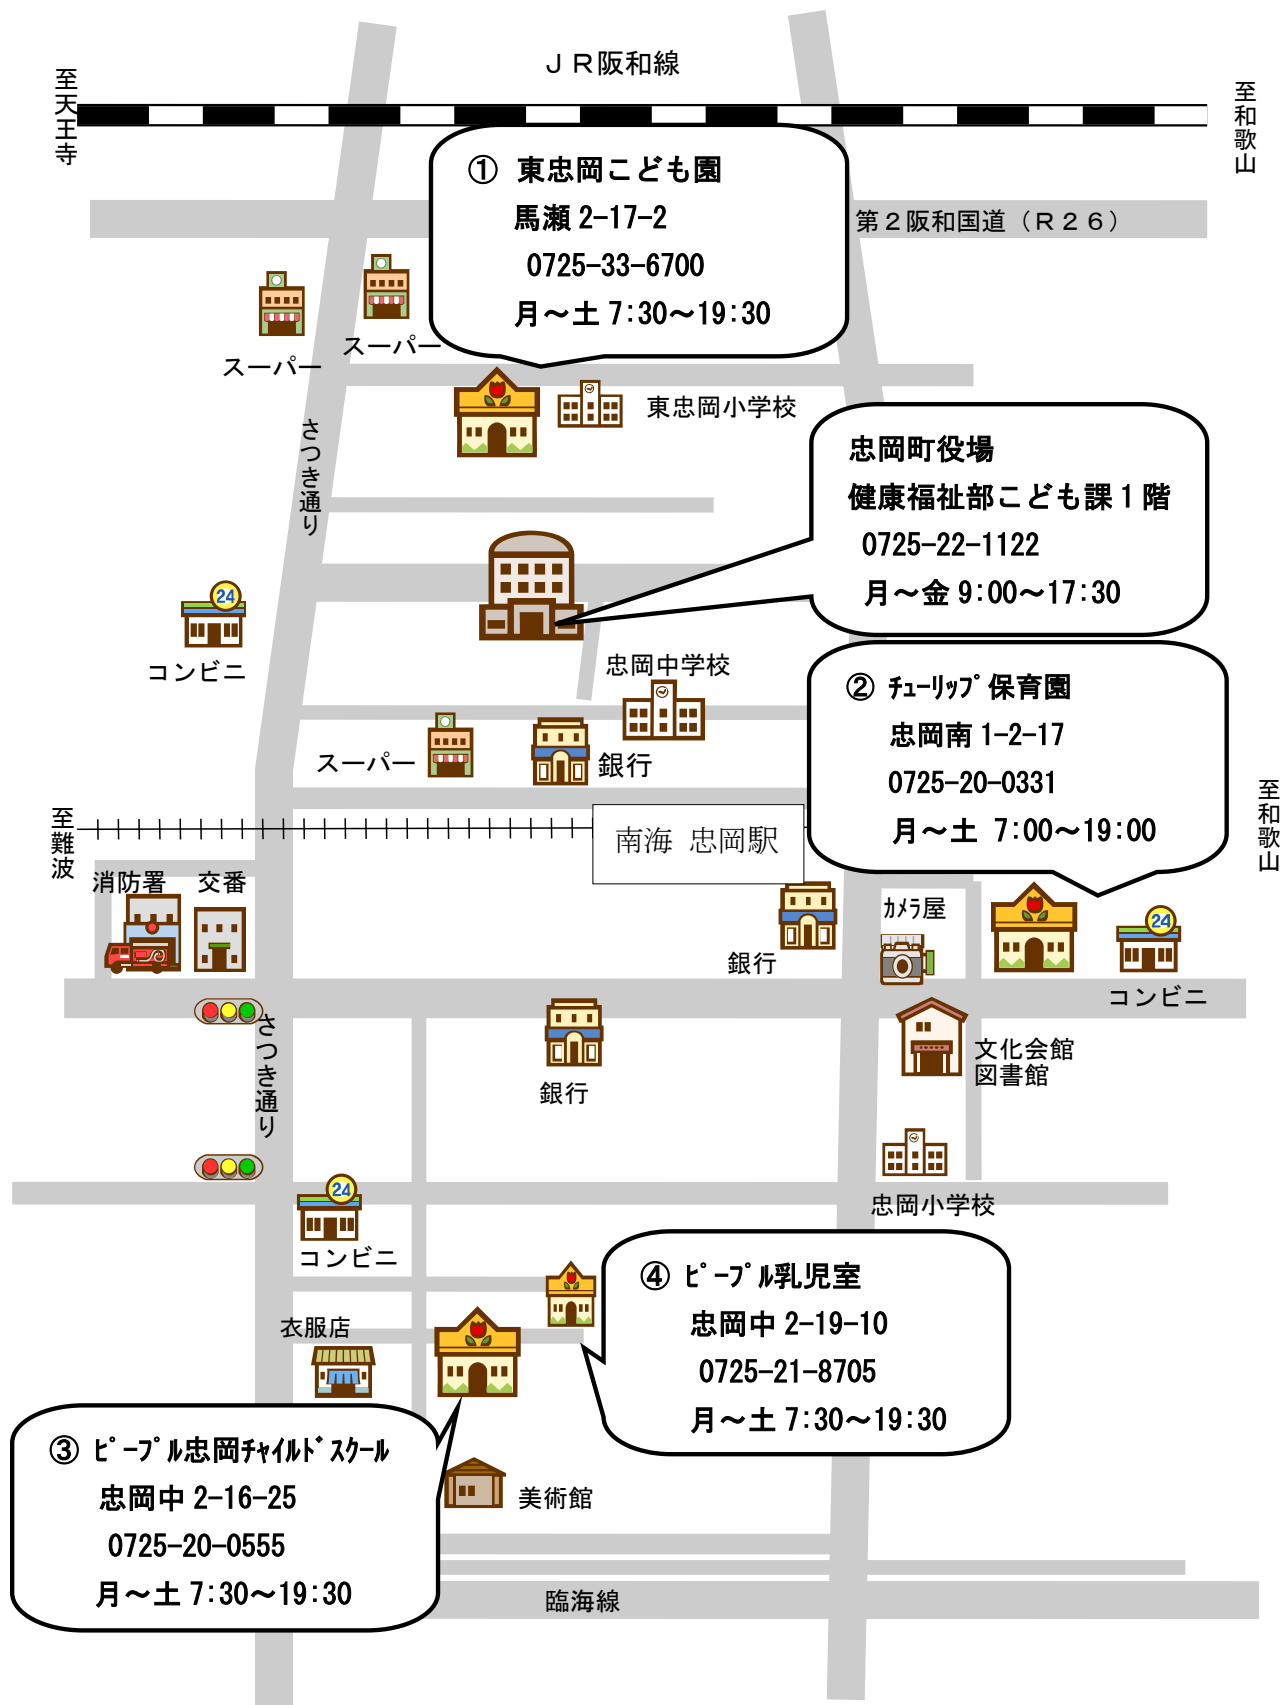 ＪＲ阪和線
至天王寺
至和歌山
① 東忠岡こども園
馬瀬 2-17-2
0725-33-6700
月～土 7:30～19:30
第２阪和国道（Ｒ２６）
スーパー
スーパー
東忠岡小学校
さつき通り
忠岡町役場
健康福祉部こども課 1 階
0725-22-1122
月～金 9:00～17:30
24
コンビニ
忠岡中学校
② ﾁｭｰﾘｯﾌﾟ保育園
忠岡南 1-2-17
0725-20-0331
月～土 7:00～19:00
スーパー
銀行
至難波
南海 忠岡駅
至和歌山
消防署
交番
カメラ屋
銀行
24
コンビニ
さつき通り
銀行
文化会館
図書館
24
コンビニ
忠岡小学校
④ ﾋﾟｰﾌﾟﾙ乳児室
忠岡中 2-19-10
0725-21-8705
月～土 7:30～19:30
衣服店
③ ﾋﾟｰﾌﾟﾙ忠岡ﾁｬｲﾙﾄﾞｽｸｰﾙ
忠岡中 2-16-25
0725-20-0555
月～土 7:30～19:30
美術館
臨海線